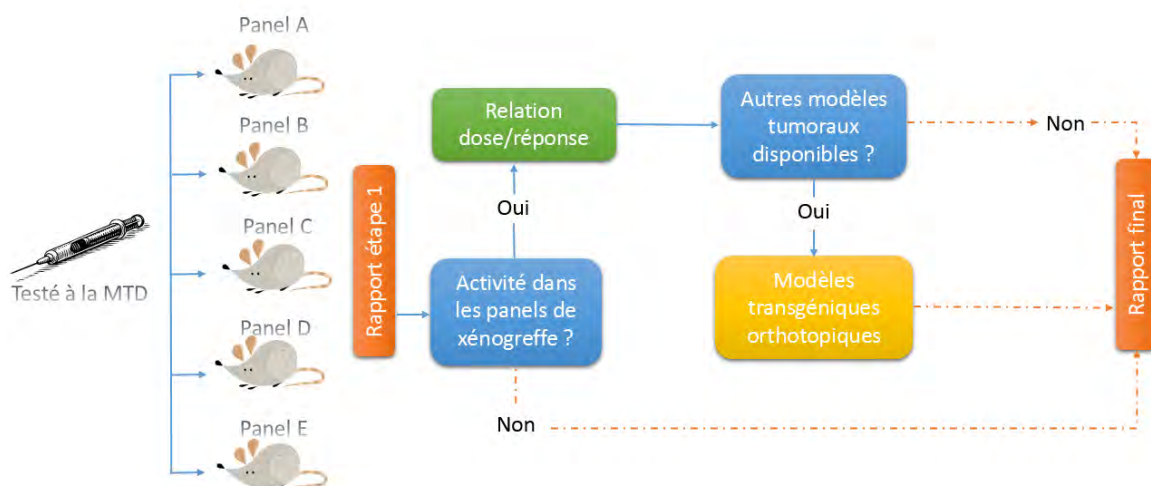 Panel A
Panel B
Panel C
Panel D
Panel E
Testé à la MTD
Rapport étape 1
Activité dans
les panels de
xénogreffe ?
Oui
Non
Relation
dose/réponse
Autres modèles
tumoraux
disponibles ?
Non
Oui
Modèles
transgéniques
orthotopiques
Rapport final